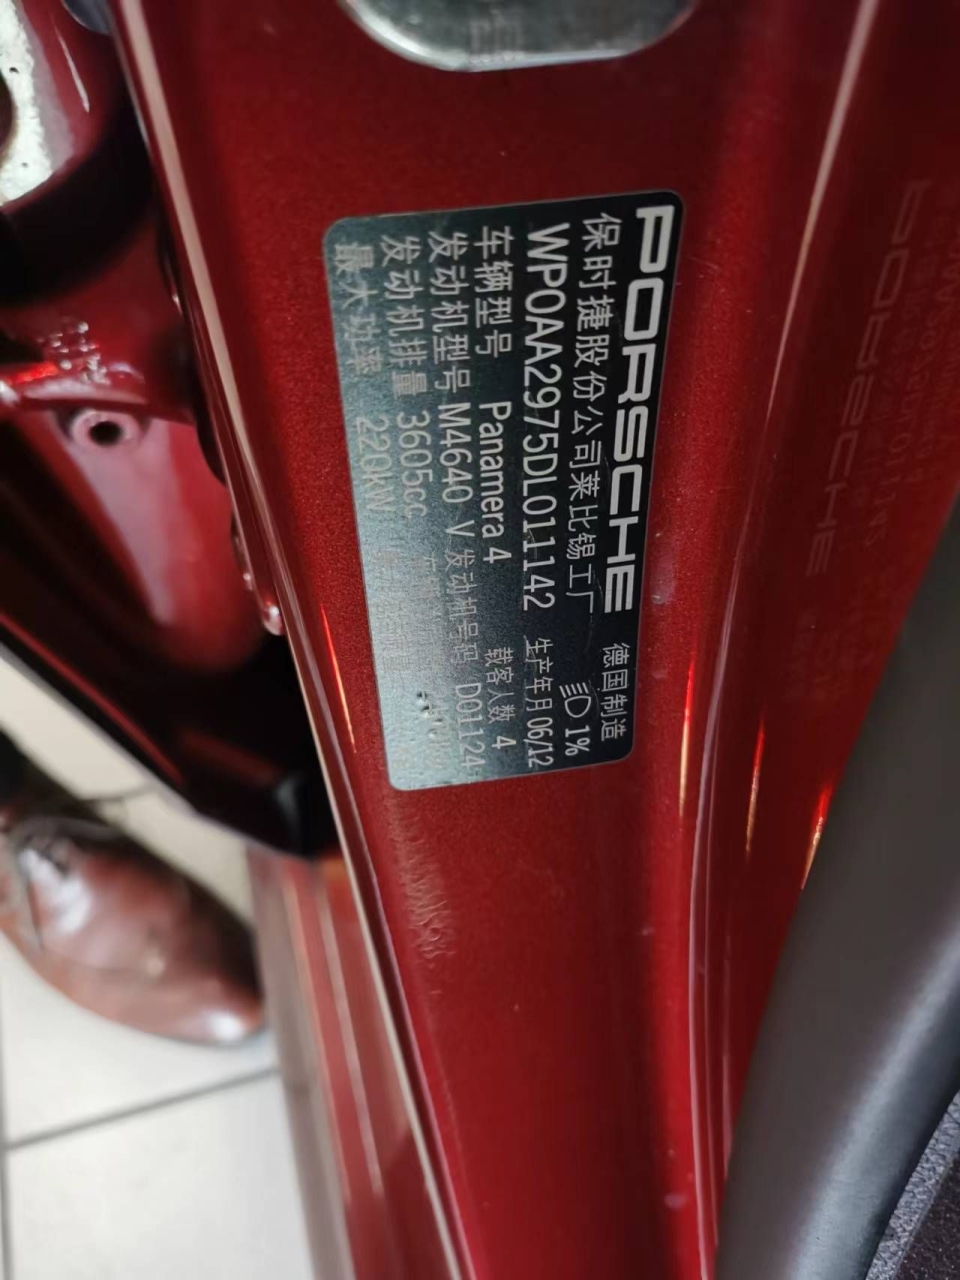 PORSCHE 德国制造
保时捷股份公司莱比锡工厂 1%
WP0AA2975DL011142 生产年月 06/12
车辆型号 Panamera 4 载客人数 4
发动机型号 M4640 V 发动机号码 D01124
发动机排量 3605cc
最大功率 220kW